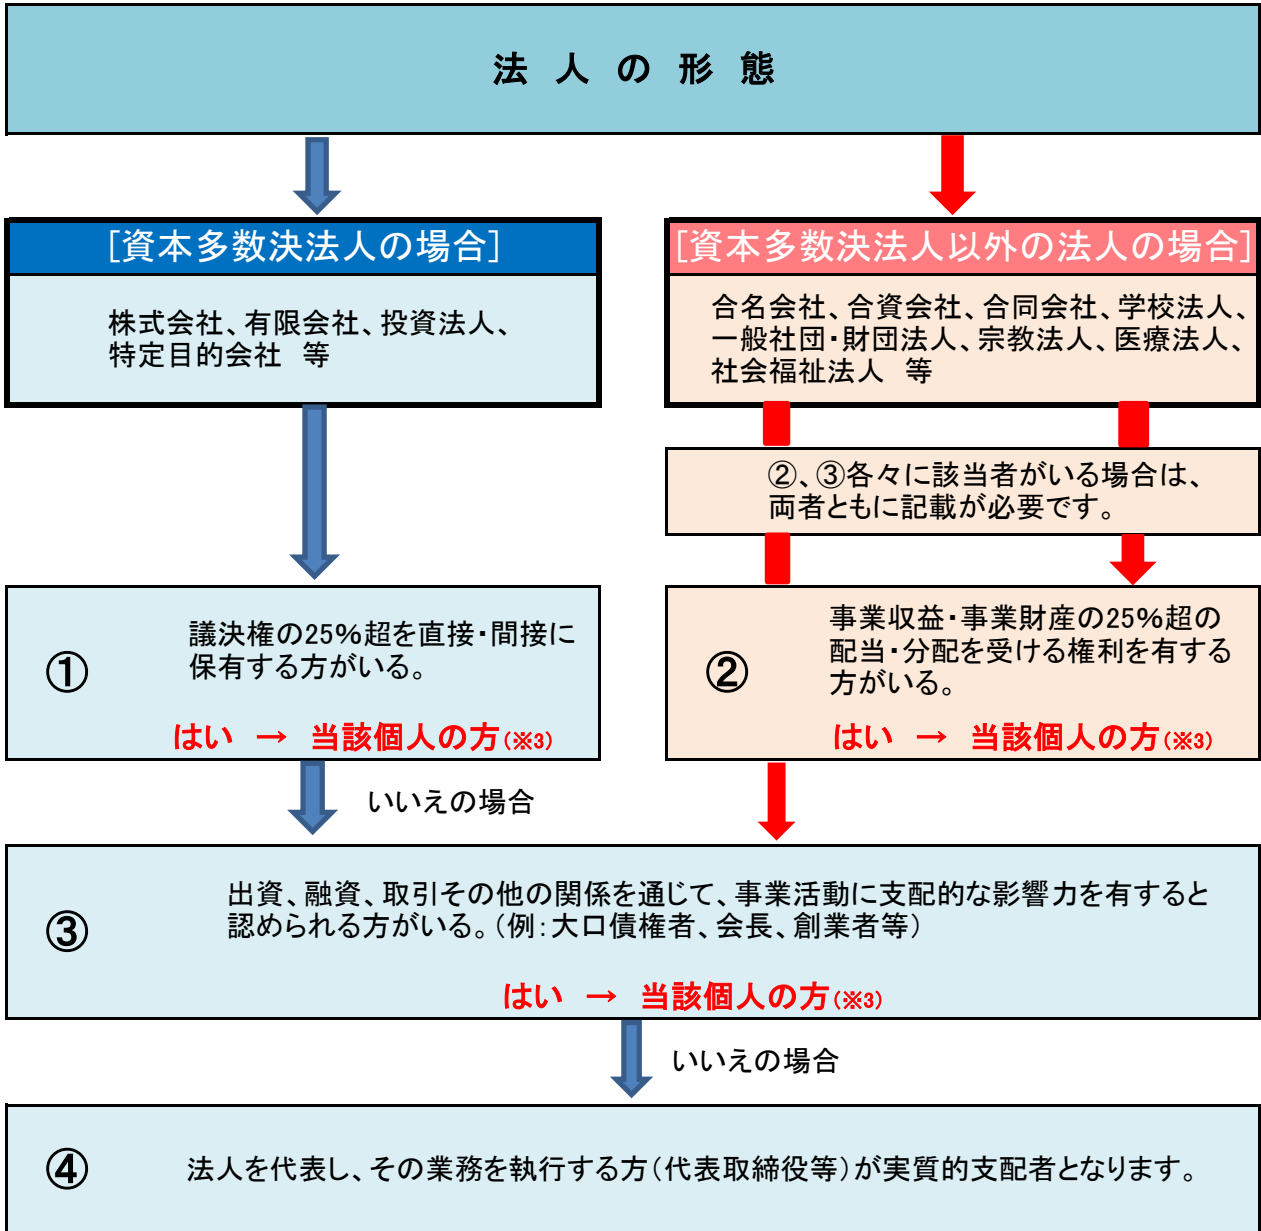 法 人 の 形 態
[資本多数決法人の場合]
株式会社、有限会社、投資法人、
特定目的会社 等
[資本多数決法人以外の法人の場合]
合名会社、合資会社、合同会社、学校法人、
一般社団・財団法人、宗教法人、医療法人、
社会福祉法人 等
②、③各々に該当者がいる場合は、
両者ともに記載が必要です。
①
議決権の25%超を直接・間接に
保有する方がいる。
はい → 当該個人の方(※3)
②
事業収益・事業財産の25%超の
配当・分配を受ける権利を有する
方がいる。
はい → 当該個人の方(※3)
いいえの場合
③
出資、融資、取引その他の関係を通じて、事業活動に支配的な影響力を有すると
認められる方がいる。(例:大口債権者、会長、創業者等)
はい → 当該個人の方(※3)
いいえの場合
④
法人を代表し、その業務を執行する方(代表取締役等)が実質的支配者となります。